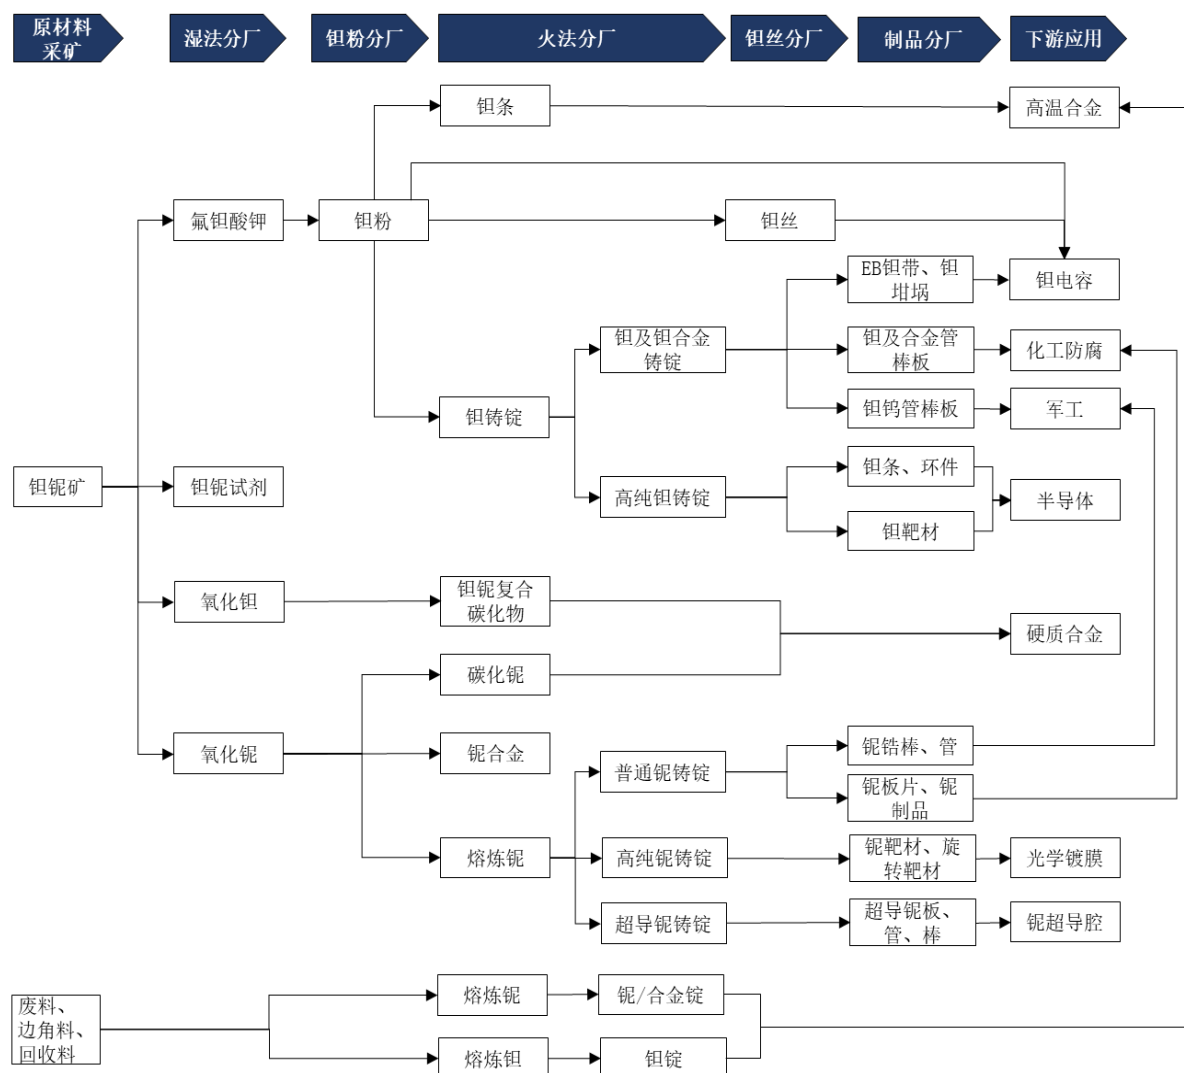 原材料
采矿
湿法分厂
钽粉分厂
火法分厂
钽丝分厂
制品分厂
下游应用
钽条
高温合金
氟钽酸钾
钽粉
钽丝
EB钽带、钽
坩埚
钽电容
钽及钽合金
铸锭
钽及合金管
棒板
化工防腐
钽铸锭
钽钨管棒板
军工
钽铌矿
钽铌试剂
高纯钽铸锭
钽条、环件
半导体
钽靶材
氧化钽
钽铌复合
碳化物
硬质合金
碳化铌
氧化铌
铌合金
普通铌铸锭
铌锆棒、管
铌板片、铌
制品
熔炼铌
高纯铌铸锭
铌靶材、旋
转靶材
光学镀膜
超导铌铸锭
超导铌板、
管、棒
铌超导腔
废料、
边角料、
回收料
熔炼铌
铌/合金锭
熔炼钽
钽锭